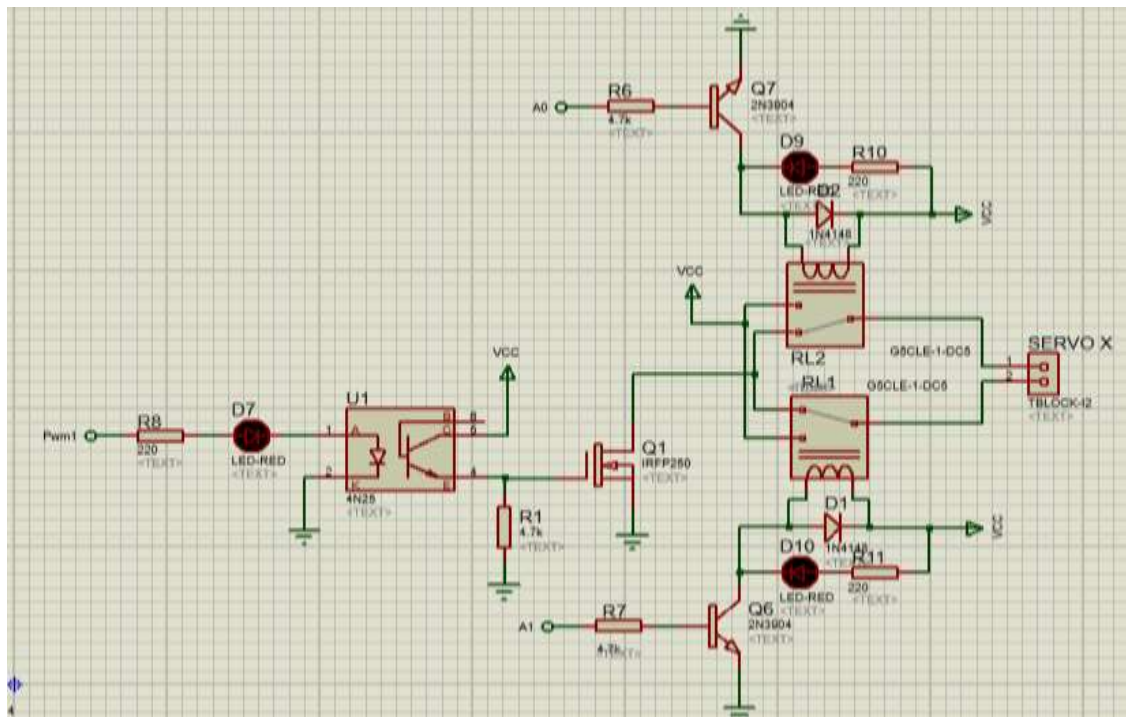 Q7
2N3904
<TEXT>
R6
A0
4.7k
<TEXT>
D9
R10
LED-RED
220
<TEXT>
<TEXT>
D2
VCC
1N4148
<TEXT>
VCC
RL2
G5CLE-1-DC5
SERVO X
1
2
TBLOCK-I2
<TEXT>
RL1
G5CLE-1-DC5
VCC
U1
D7
R8
Pwm1
220
<TEXT>
LED-RED
<TEXT>
1
A
B
C
2
K
E
4
4N25
<TEXT>
Q1
IRFP250
<TEXT>
R1
4.7k
<TEXT>
D1
VCC
1N4148
<TEXT>
D10
R11
LED-RED
220
<TEXT>
<TEXT>
R7
A1
4.7k
<TEXT>
Q6
2N3904
<TEXT>